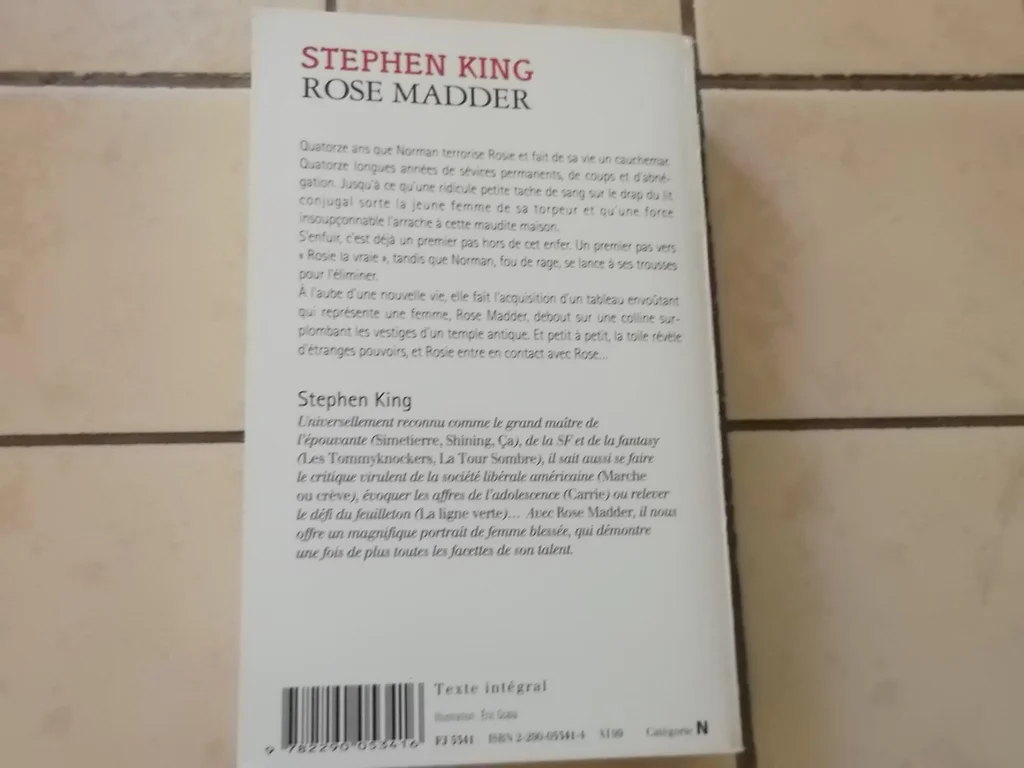 STEPHEN KING
ROSE MADDER
Quatorze ans que Norman terrorise Rosie et fait de sa vie un cauchemar.
Quatorze longues années de sévices permanents, de coups et d'abné-
gation. Jusqu'à ce qu'une ridicule petite tache de sang sur le drap du lit
conjugal sorte la jeune femme de sa torpeur et qu'une force
insoupçonnable l'arrache à cette maudite maison.
S'enfuir, c'est déjà un premier pas hors de cet enfer. Un premier pas vers
« Rosie la vraie », tandis que Norman, fou de rage, se lance à ses trousses
pour l'éliminer.
À l'aube d'une nouvelle vie, elle fait l'acquisition d'un tableau envoûtant
qui représente une femme, Rose Madder, debout sur une colline sur-
plombant les vestiges d'un temple antique. Et petit à petit, la toile révèle
d'étranges pouvoirs, et Rosie entre en contact avec Rose...
Stephen King
Universellement reconnu comme le grand maître de
l'épouvante (Simetierre, Shining, Ça), de la SF et de la fantasy
(Les Tommyknockers, La Tour Sombre), il sait aussi se faire
le critique virulent de la société libérale américaine (Marche
ou crève), évoquer les affres de l'adolescence (Carrie) ou relever
le défi du feuilleton (La ligne verte)... Avec Rose Madder, il nous
offre un magnifique portrait de femme blessée, qui démontre
une fois de plus toutes les facettes de son talent.
Texte intégral
Illustration : Éric
9 782290 053416
FJ 5341 ISBN 2-290-05341-4 Catégorie N